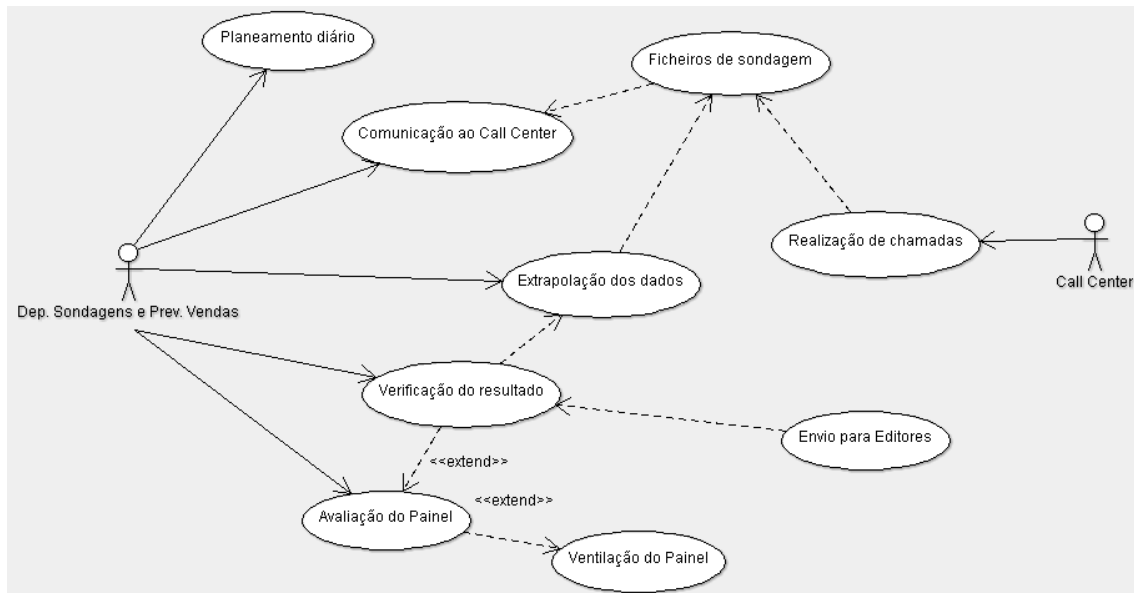 Planeamento diário
Ficheiros de sondagem
Comunicação ao Call Center
Realização de chamadas
Call Center
Extrapolação dos dados
Dep. Sondagens e Prev. Vendas
Verificação do resultado
Envio para Editores
<<extend>>
<<extend>>
Avaliação do Painel
Ventilação do Painel